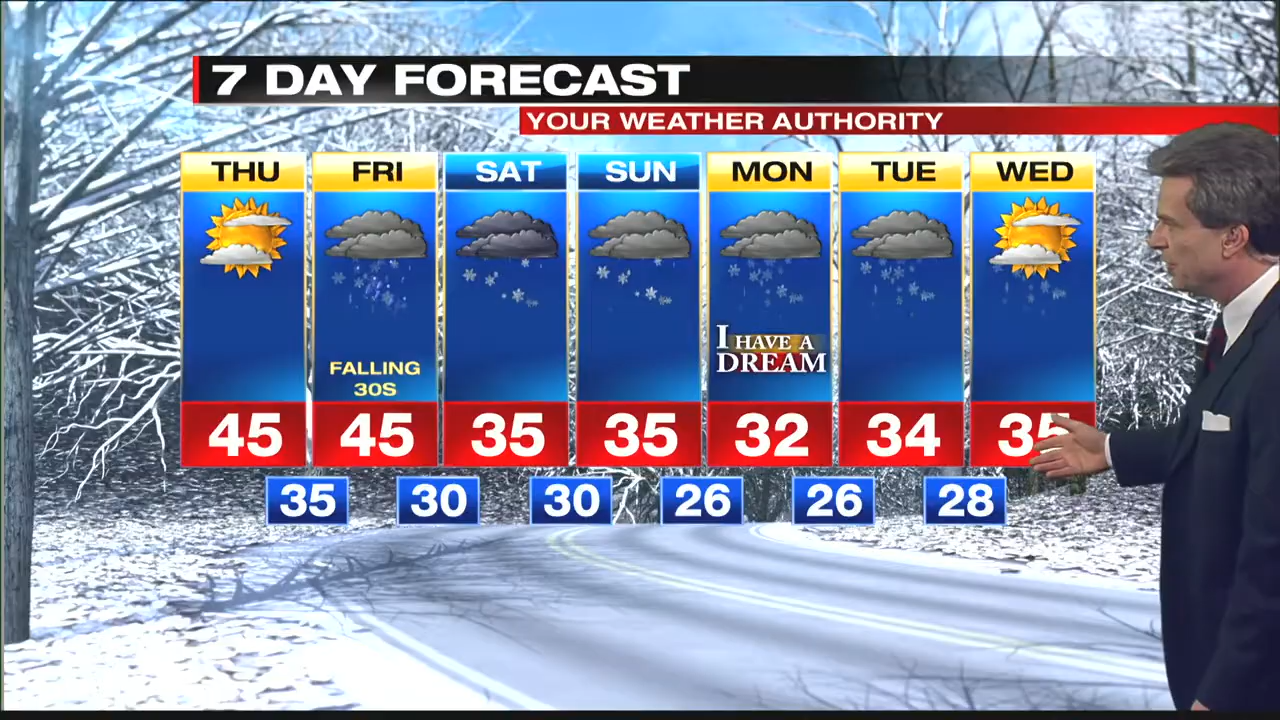 7 DAY FORECAST
YOUR WEATHER AUTHORITY
THU FRI SAT SUN MON TUE WED
I HAVE A
DREAM
FALLING
30S
45 45 35 35 32 34 35
35 30 30 26 26 28